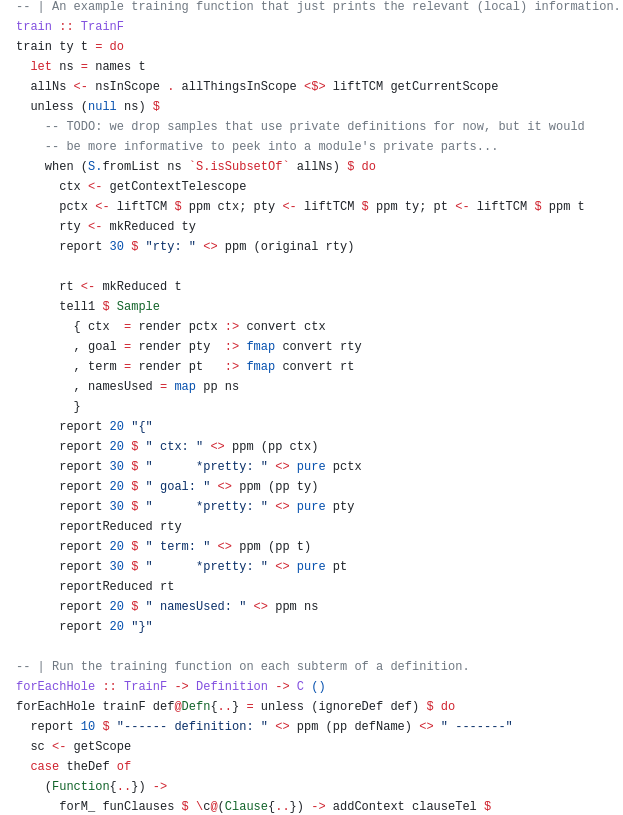 -- | An example training function that just prints the relevant (local) information.
train :: TrainF
train ty t = do
  let ns = names t
  allNs <- nsInScope . allThingsInScope <$> liftTCM getCurrentScope
  unless (null ns) $
    -- TODO: we drop samples that use private definitions for now, but it would
    -- be more informative to peek into a module's private parts...
    when (S.fromList ns `S.isSubsetOf` allNs) $ do
      ctx <- getContextTelescope
      pctx <- liftTCM $ ppm ctx; pty <- liftTCM $ ppm ty; pt <- liftTCM $ ppm t
      rty <- mkReduced ty
      report 30 $ "rty: " <> ppm (original rty)

      rt <- mkReduced t
      tell1 $ Sample
        { ctx  = render pctx :> convert ctx
        , goal = render pty  :> fmap convert rty
        , term = render pt   :> fmap convert rt
        , namesUsed = map pp ns
        }
      report 20 "{"
      report 20 $ " ctx: " <> ppm (pp ctx)
      report 30 $ "      *pretty: " <> pure pctx
      report 20 $ " goal: " <> ppm (pp ty)
      report 30 $ "      *pretty: " <> pure pty
      reportReduced rty
      report 20 $ " term: " <> ppm (pp t)
      report 30 $ "      *pretty: " <> pure pt
      reportReduced rt
      report 20 $ " namesUsed: " <> ppm ns
      report 20 "}"

-- | Run the training function on each subterm of a definition.
forEachHole :: TrainF -> Definition -> C ()
forEachHole trainF def@Defn{..} = unless (ignoreDef def) $ do
  report 10 $ "------ definition: " <> ppm (pp defName) <> " -------"
  sc <- getScope
  case theDef of
    (Function{..}) ->
      forM_ funClauses $ \c@(Clause{..}) -> addContext clauseTel $